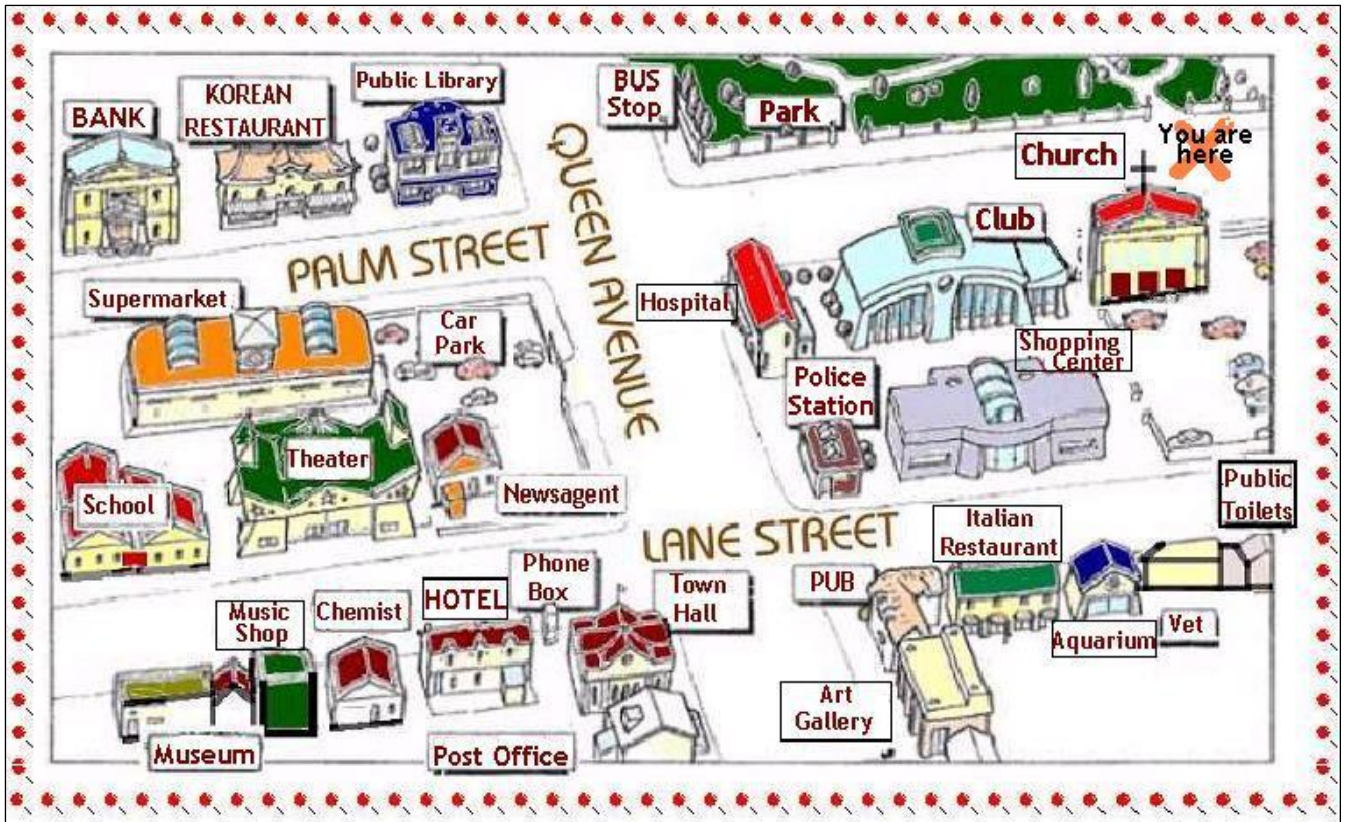 BANK
KOREAN
RESTAURANT
Public Library
BUS
Stop
Park
Church
You are
here
QUEEN AVENUE
PALM STREET
Club
Hospital
Supermarket
Car
Park
Shopping
Center
Police
Station
Theater
School
Newsagent
Public
Toilets
LANE STREET
Italian
Restaurant
Phone
Box
Town
Hall
PUB
Music
Shop
Chemist
HOTEL
Aquarium
Vet
Art
Gallery
Museum
Post Office